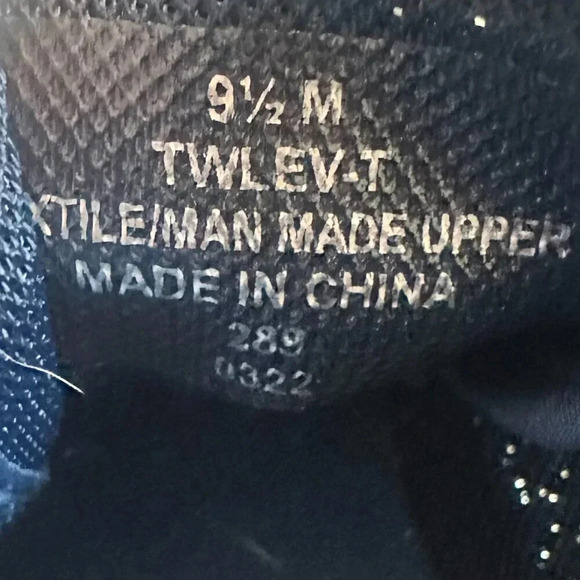 9½ M
TWLEV-T
XTILE/MAN MADE UPPER
MADE IN CHINA
289
0322